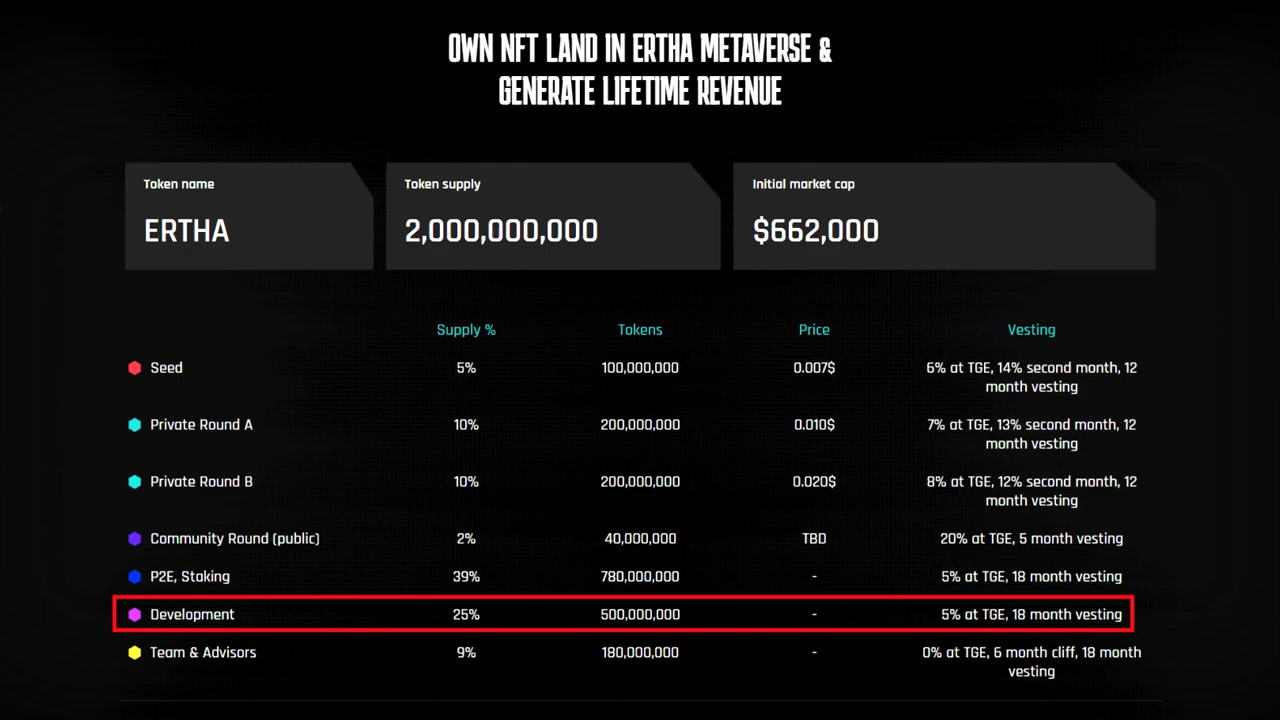 OWN NFT LAND IN ERTHA METAVERSE &
GENERATE LIFETIME REVENUE
Token name
ERTHA
Token supply
2,000,000,000
Initial market cap
$662,000
Supply % Tokens Price Vesting
Seed 5% 100,000,000 0.007$ 6% at TGE, 14% second month, 12
month vesting
Private Round A 10% 200,000,000 0.010$ 7% at TGE, 13% second month, 12
month vesting
Private Round B 10% 200,000,000 0.020$ 8% at TGE, 12% second month, 12
month vesting
Community Round (public) 2% 40,000,000 TBD 20% at TGE, 5 month vesting
P2E, Staking 39% 780,000,000 - 5% at TGE, 18 month vesting
Development 25% 500,000,000 - 5% at TGE, 18 month vesting
Team & Advisors 9% 180,000,000 - 0% at TGE, 6 month cliff, 18 month
vesting